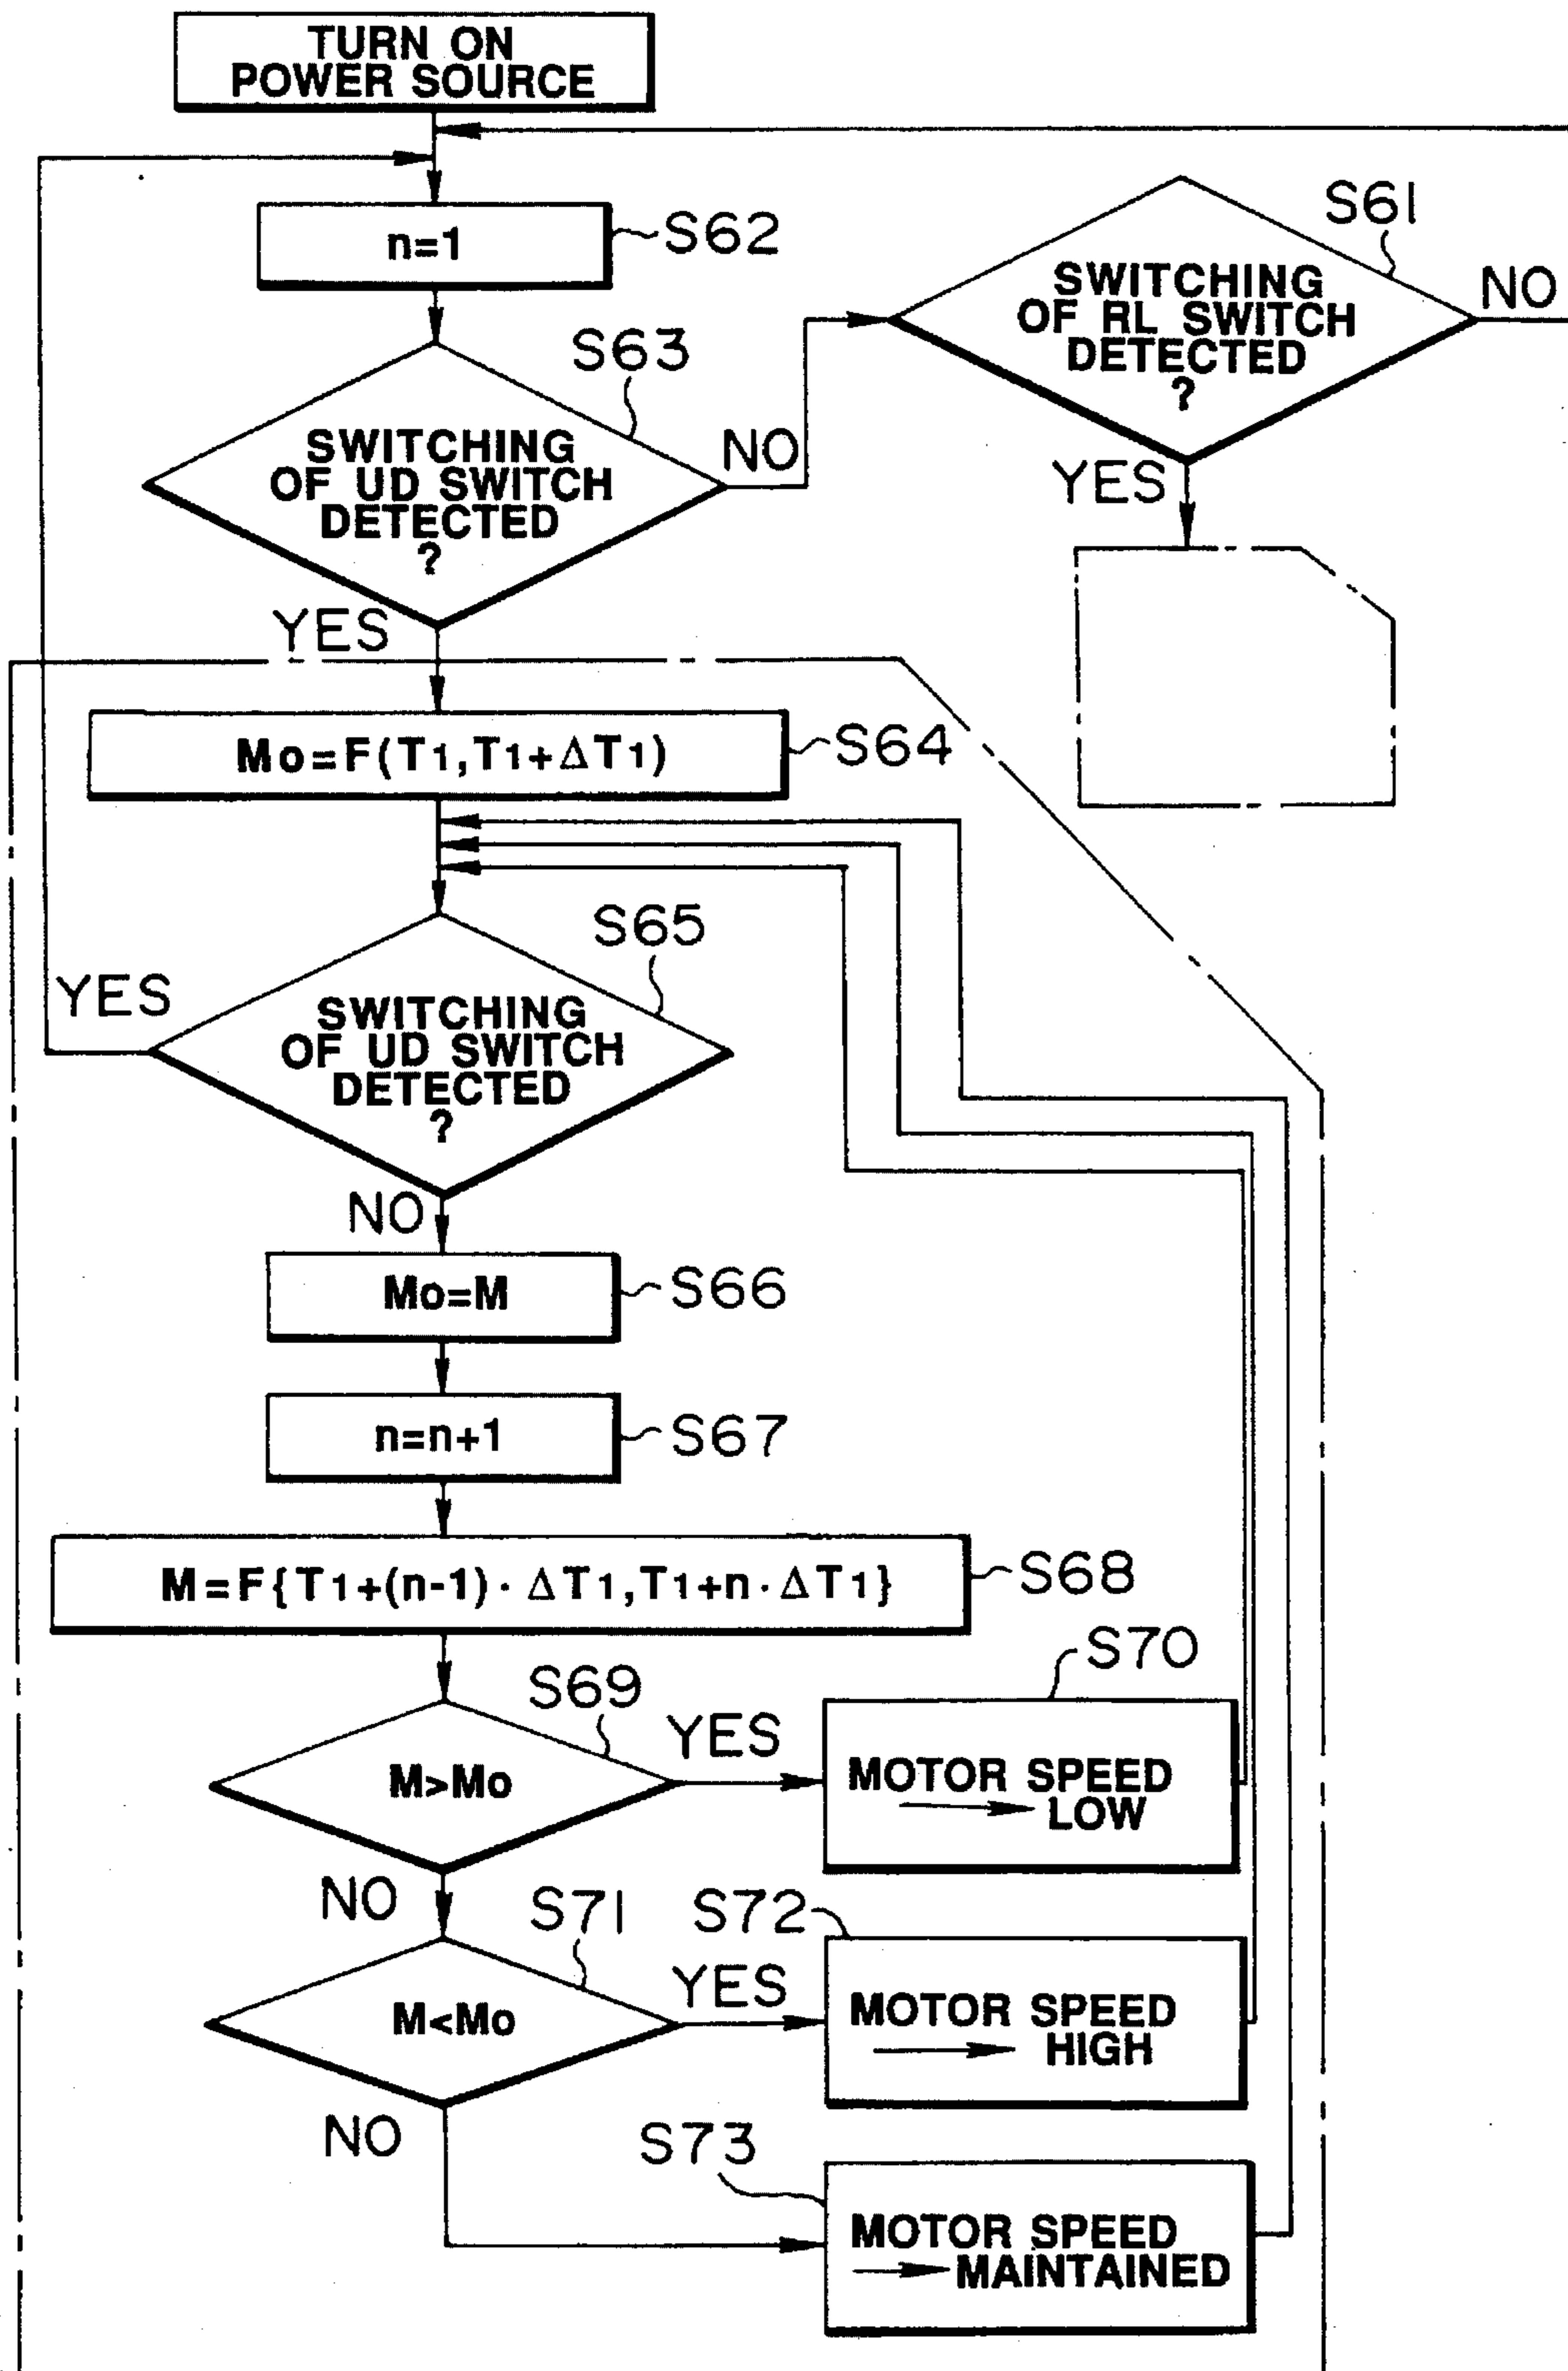 TURN ON
POWER SOURCE
n=1
S62
S61
SWITCHING
OF RL SWITCH
DETECTED
?
NO
YES
S63
SWITCHING
OF UD SWITCH
DETECTED
?
NO
YES
Mo=F(T1,T1+ΔT1)
S64
S65
YES
SWITCHING
OF UD SWITCH
DETECTED
?
NO
Mo=M
S66
n=n+1
S67
M=F{T1+(n-1)·ΔT1,T1+n·ΔT1}
S68
S69
M>Mo
YES
S70
MOTOR SPEED
→ LOW
NO
S71
M<Mo
YES
S72
MOTOR SPEED
→ HIGH
NO
S73
MOTOR SPEED
→ MAINTAINED